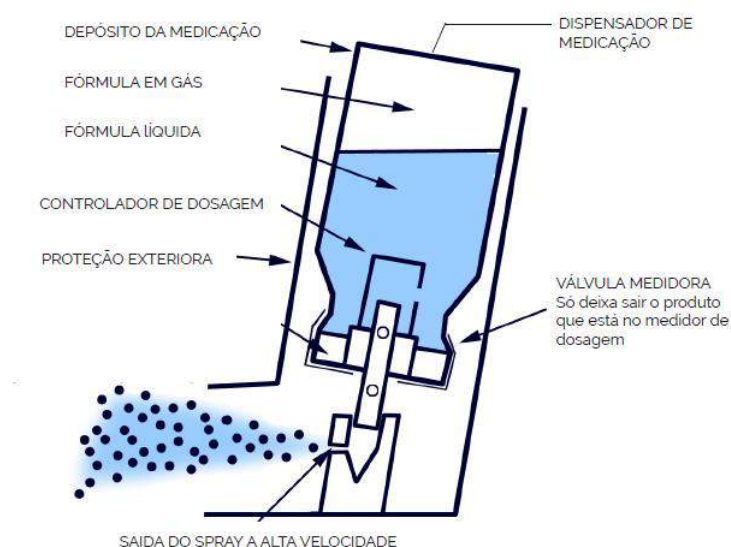 DEPÓSITO DA MEDICAÇÃO
DISPENSADOR DE
MEDICAÇÃO
FÓRMULA EM GÁS
FÓRMULA lÍQUIDA
CONTROLADOR DE DOSAGEM
PROTEÇÃO EXTERIORA
VÁLVULA MEDIDORA
Só deixa sair o produto
que está no medidor de
dosagem
SAIDA DO SPRAY A ALTA VELOCIDADE